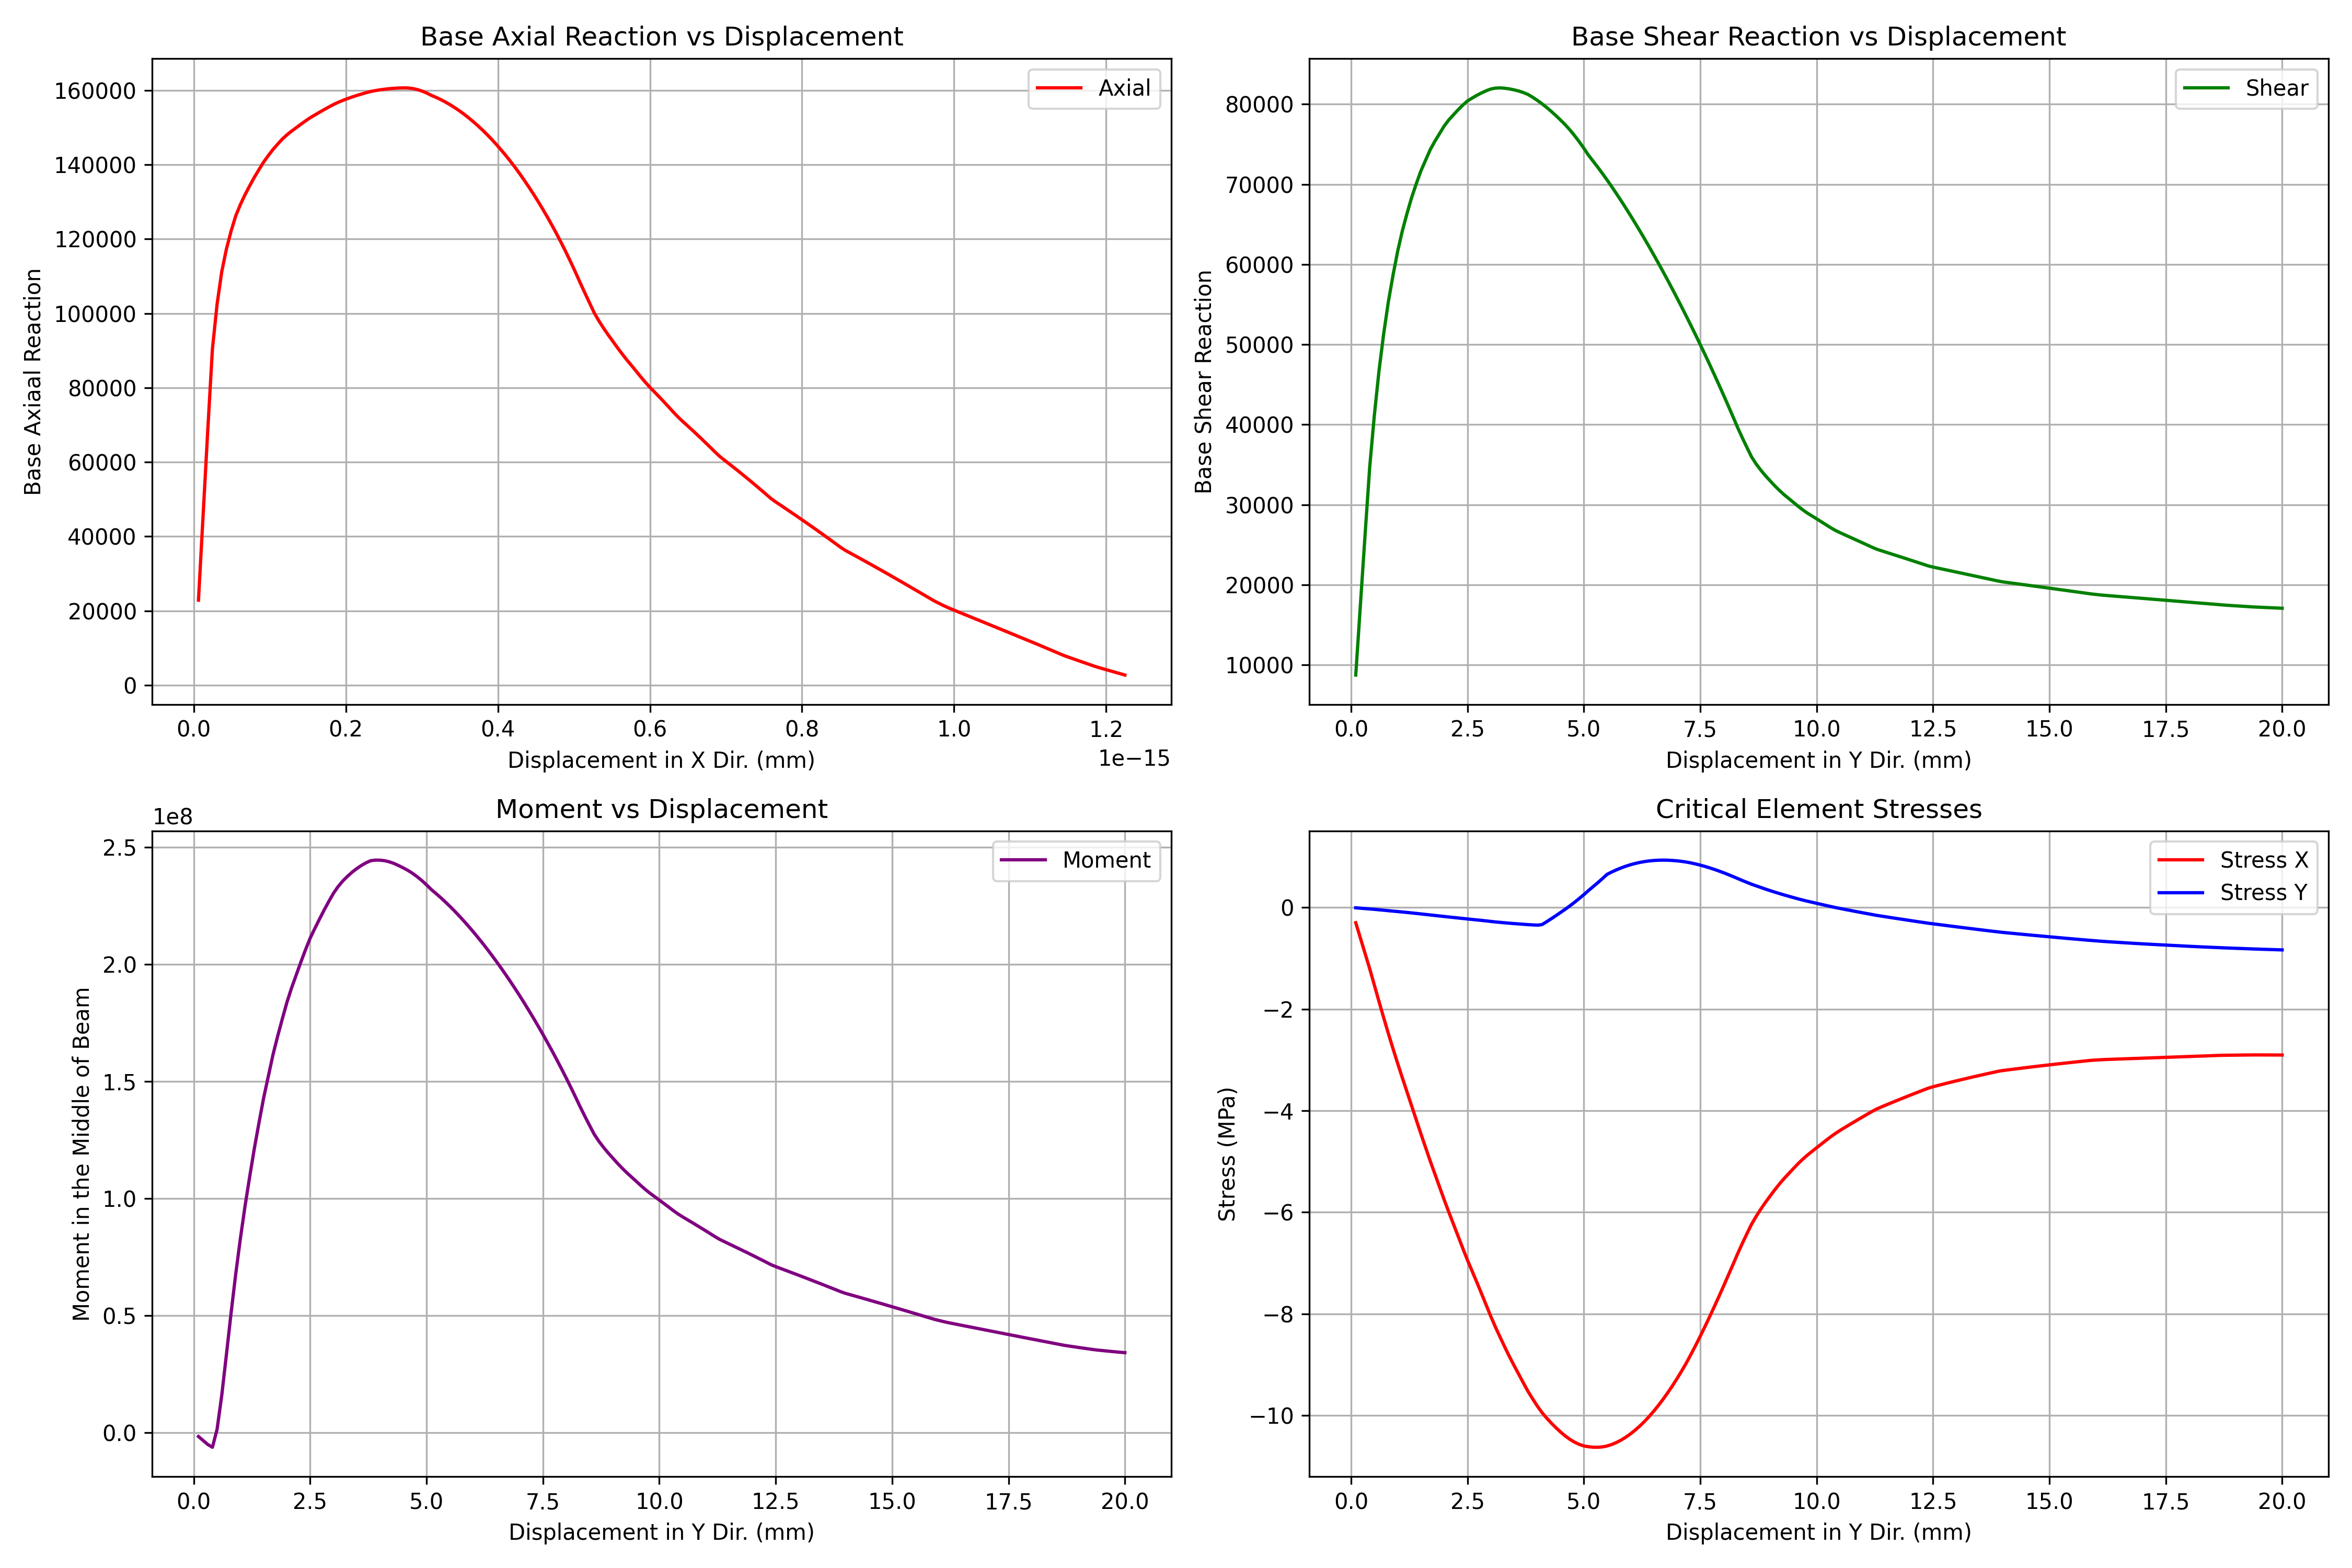 Base Axial Reaction vs Displacement
Base Axiaal Reaction
160000
140000
120000
100000
80000
60000
40000
20000
0
Axial
0.0 0.2 0.4 0.6 0.8 1.0 1.2
1e−15
Displacement in X Dir. (mm)
Base Shear Reaction vs Displacement
Base Shear Reaction
80000
70000
60000
50000
40000
30000
20000
10000
Shear
0.0 2.5 5.0 7.5 10.0 12.5 15.0 17.5 20.0
Displacement in Y Dir. (mm)
Moment vs Displacement
1e8
Moment in the Middle of Beam
2.5
2.0
1.5
1.0
0.5
0.0
Moment
0.0 2.5 5.0 7.5 10.0 12.5 15.0 17.5 20.0
Displacement in Y Dir. (mm)
Critical Element Stresses
Stress (MPa)
0
−2
−4
−6
−8
−10
Stress X
Stress Y
0.0 2.5 5.0 7.5 10.0 12.5 15.0 17.5 20.0
Displacement in Y Dir. (mm)